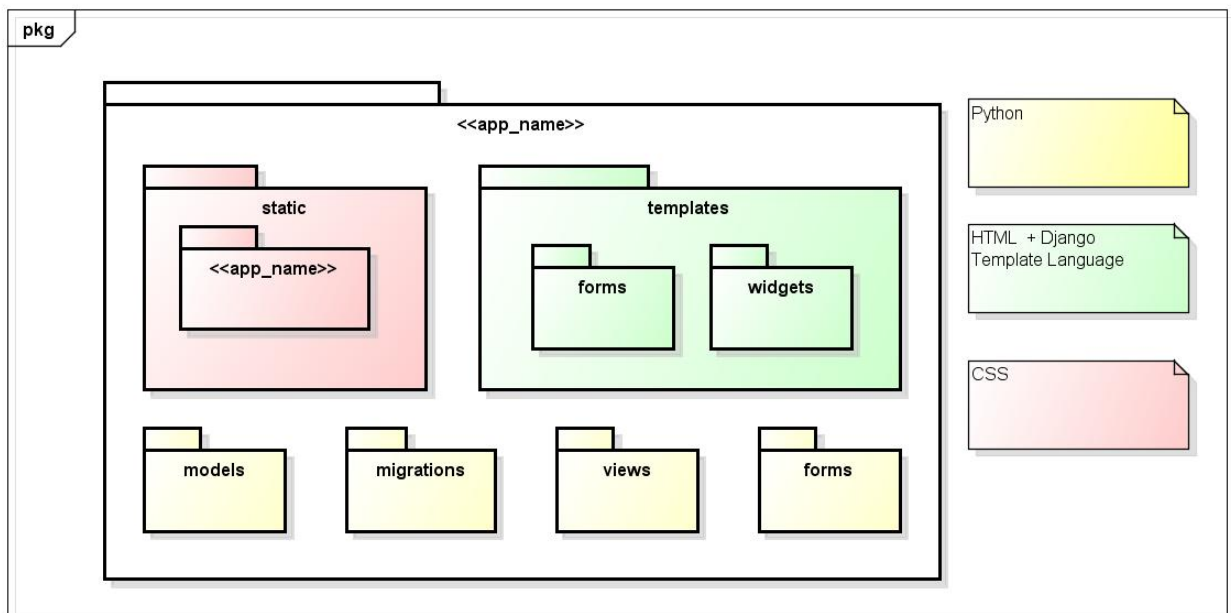 pkg
<<app_name>>
static
<<app_name>>
templates
forms
widgets
models
migrations
views
forms
Python
HTML + Django
Template Language
CSS